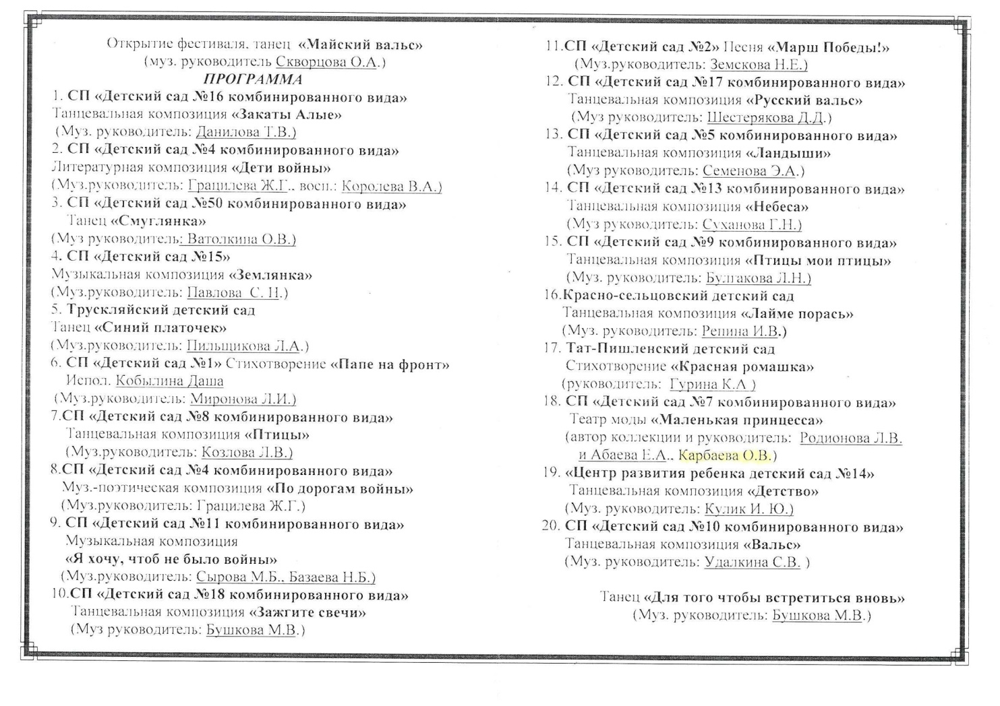 Открытие фестиваля, танец «Майский вальс»
(муз. руководитель Скворцова О.А.)
ПРОГРАММА
1. СП «Детский сад №16 комбинированного вида»
Танцевальная композиция «Закаты Алые»
(Муз. руководитель: Данилова Т.В.)
2. СП «Детский сад №4 комбинированного вида»
Литературная композиция «Дети войны»
(Муз.руководитель: Грацилева Ж.Г., восп.: Королева В.А.)
3. СП «Детский сад №50 комбинированного вида»
Танец «Смуглянка»
(Муз руководитель: Ватолкина О.В.)
4. СП «Детский сад №15»
Музыкальная композиция «Землянка»
(Муз.руководитель: Павлова С. Н.)
5. Трускляйский детский сад
Танец «Синий платочек»
(Муз.руководитель: Пильщикова Л.А.)
6. СП «Детский сад №1» Стихотворение «Папе на фронт»
Испол. Кобылина Даша
(Муз.руководитель: Миронова Л.И.)
7.СП «Детский сад №8 комбинированного вида»
Танцевальная композиция «Птицы»
(Муз.руководитель: Козлова Л.В.)
8.СП «Детский сад №4 комбинированного вида»
Муз.-поэтическая композиция «По дорогам войны»
(Муз.руководитель: Грацилева Ж.Г.)
9. СП «Детский сад №11 комбинированного вида»
Музыкальная композиция
«Я хочу, чтоб не было войны»
(Муз.руководитель: Сырова М.Б., Базаева Н.Б.)
10.СП «Детский сад №18 комбинированного вида»
Танцевальная композиция «Зажгите свечи»
(Муз руководитель: Бушкова М.В.)
11.СП «Детский сад №2» Песня «Марш Победы!»
(Муз.руководитель: Земскова Н.Е.)
12. СП «Детский сад №17 комбинированного вида»
Танцевальная композиция «Русский вальс»
(Муз руководитель: Шестерякова Д.Д.)
13. СП «Детский сад №5 комбинированного вида»
Танцевальная композиция «Ландыши»
(Муз руководитель: Семенова Э.А.)
14. СП «Детский сад №13 комбинированного вида»
Танцевальная композиция «Небеса»
(Муз руководитель: Суханова Г.Н.)
15. СП «Детский сад №9 комбинированного вида»
Танцевальная композиция «Птицы мои птицы»
(Муз. руководитель: Булгакова Л.Н.)
16.Красно-сельцовский детский сад
Танцевальная композиция «Лайме порась»
(Муз. руководитель: Репина И.В.)
17. Тат-Пишленский детский сад
Стихотворение «Красная ромашка»
(руководитель: Гурина К.А )
18. СП «Детский сад №7 комбинированного вида»
Театр моды «Маленькая принцесса»
(автор коллекции и руководитель: Родионова Л.В.
и Абаева Е.А., Карбаева О.В.)
19. «Центр развития ребенка детский сад №14»
Танцевальная композиция «Детство»
(Муз. руководитель: Кулик И. Ю.)
20. СП «Детский сад №10 комбинированного вида»
Танцевальная композиция «Вальс»
(Муз. руководитель: Удалкина С.В. )
Танец «Для того чтобы встретиться вновь»
(Муз. руководитель: Бушкова М.В.)